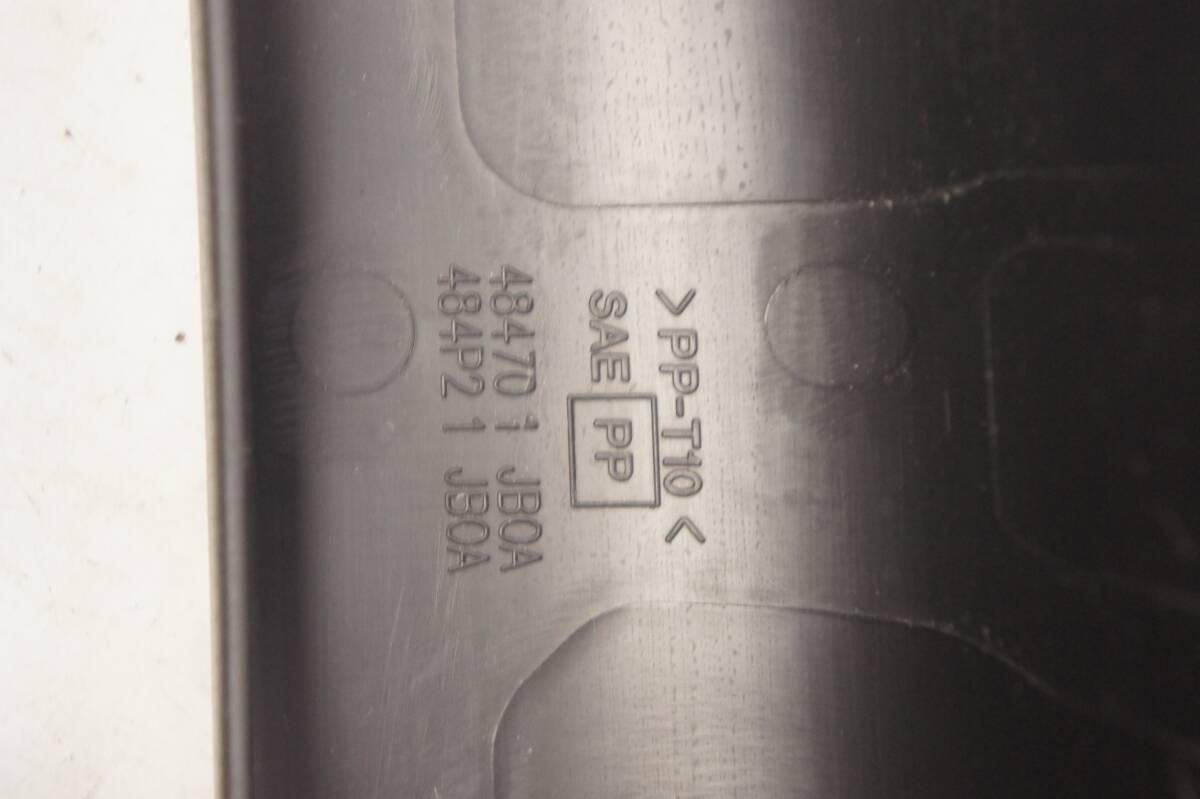 >PP-T10<
SAE PP
48470 1 JB0A
484P2 1 JB0A